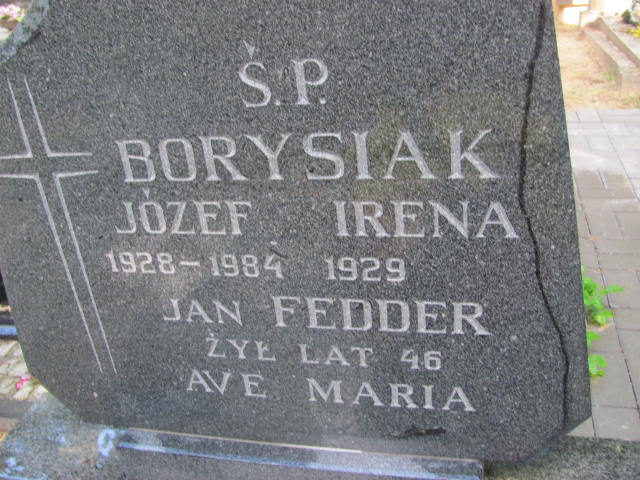 Ś.P.
BORYSIAK
JÓZEF IRENA
1928-1984 1929
JAN FEDDER
ŻYŁ LAT 46
AVE MARIA